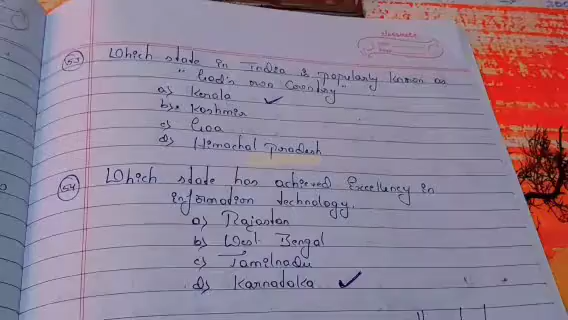 classmate
53) Which state in India is popularly known as
"God's own Country"
a) Kerala ✓
b) Kashmir
c) Goa
d) Himachal pradesh
54) Which state has achieved Excellency in
information technology.
a) Rajastan
b) West Bengal
c) Tamilnadu
d) Karnataka ✓